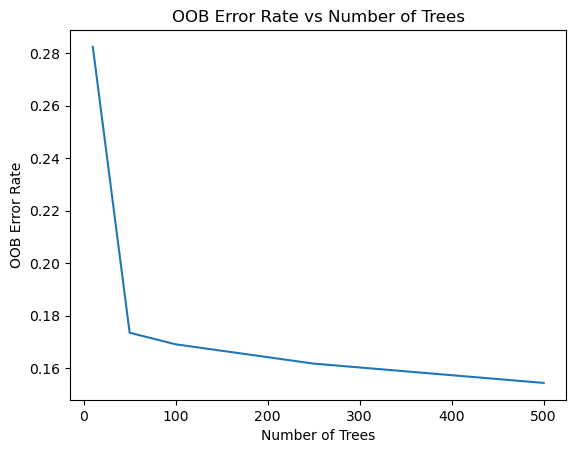 OOB Error Rate vs Number of Trees
0.28
0.26
0.24
0.22
0.20
0.18
0.16
OOB Error Rate
0 100 200 300 400 500
Number of Trees